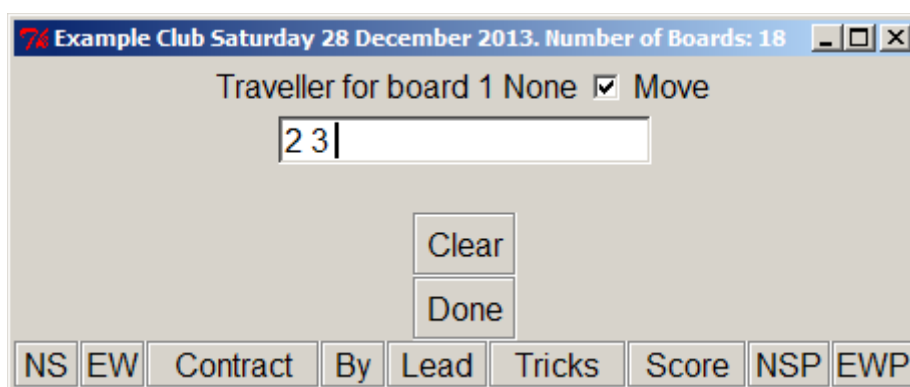 Example Club Saturday 28 December 2013. Number of Boards: 18
Traveller for board 1 None Move
2 3
Clear
Done
NS EW Contract By Lead Tricks Score NSP EWP